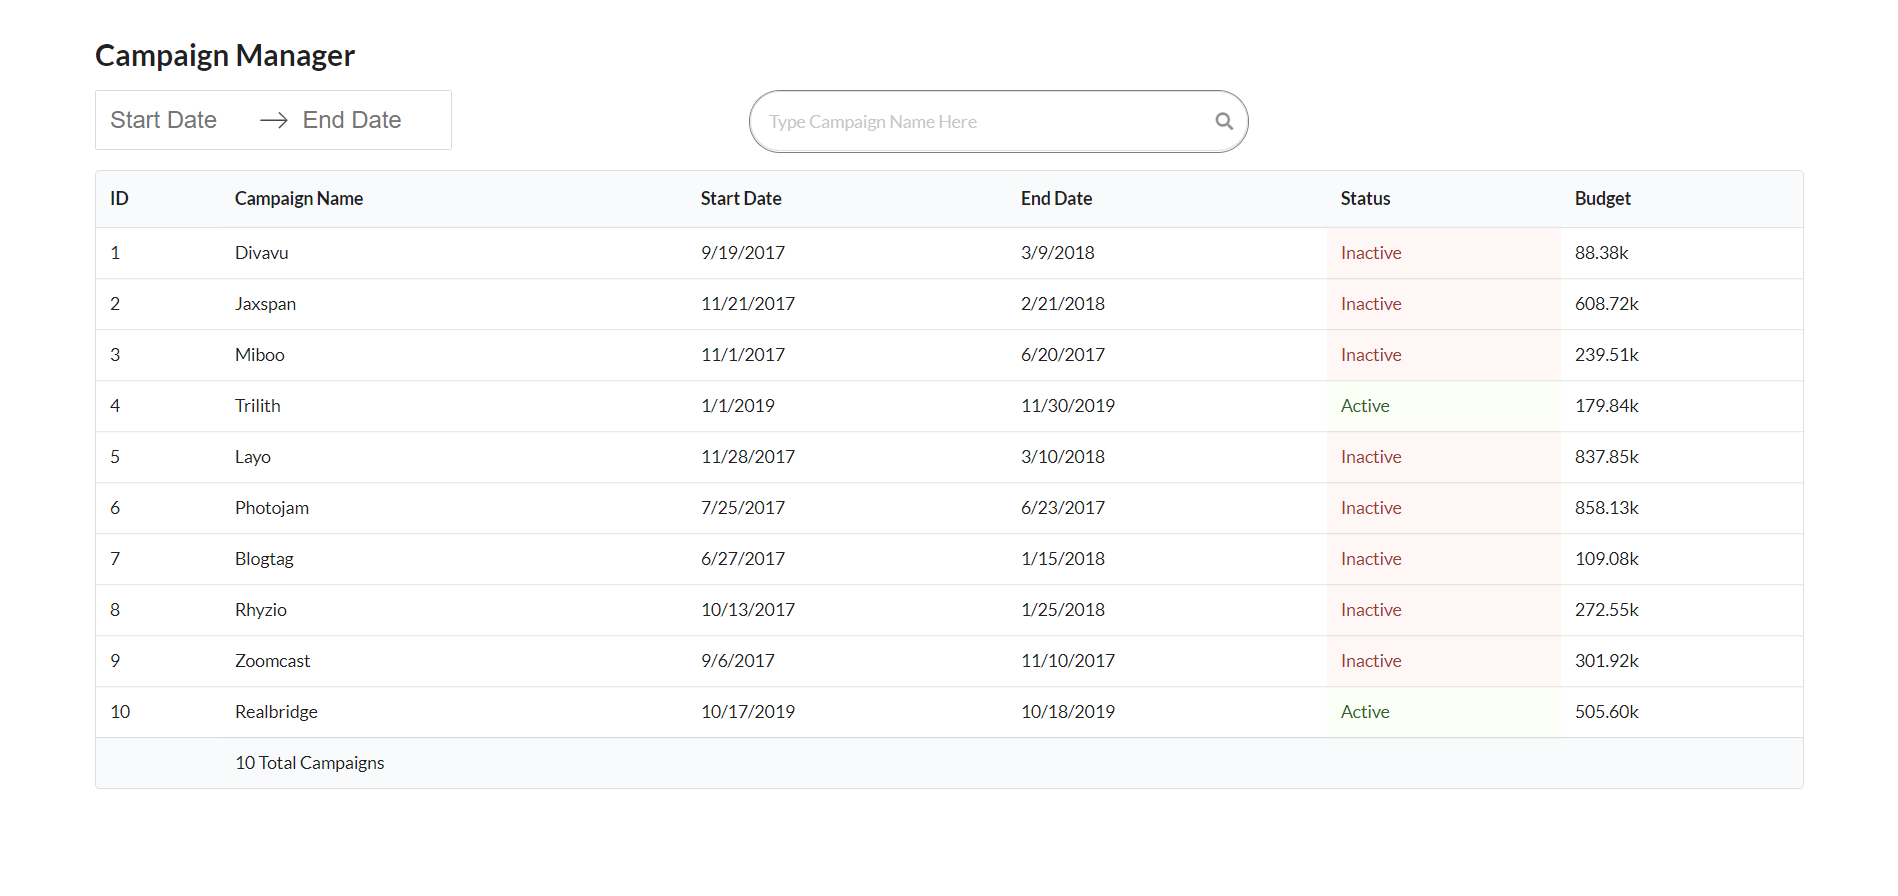 Campaign Manager
Start Date → End Date
Type Campaign Name Here
ID Campaign Name Start Date End Date Status Budget
1 Divavu 9/19/2017 3/9/2018 Inactive 88.38k
2 Jaxspan 11/21/2017 2/21/2018 Inactive 608.72k
3 Miboo 11/1/2017 6/20/2017 Inactive 239.51k
4 Trilith 1/1/2019 11/30/2019 Active 179.84k
5 Layo 11/28/2017 3/10/2018 Inactive 837.85k
6 Photojam 7/25/2017 6/23/2017 Inactive 858.13k
7 Blogtag 6/27/2017 1/15/2018 Inactive 109.08k
8 Rhyzio 10/13/2017 1/25/2018 Inactive 272.55k
9 Zoomcast 9/6/2017 11/10/2017 Inactive 301.92k
10 Realbridge 10/17/2019 10/18/2019 Active 505.60k
10 Total Campaigns